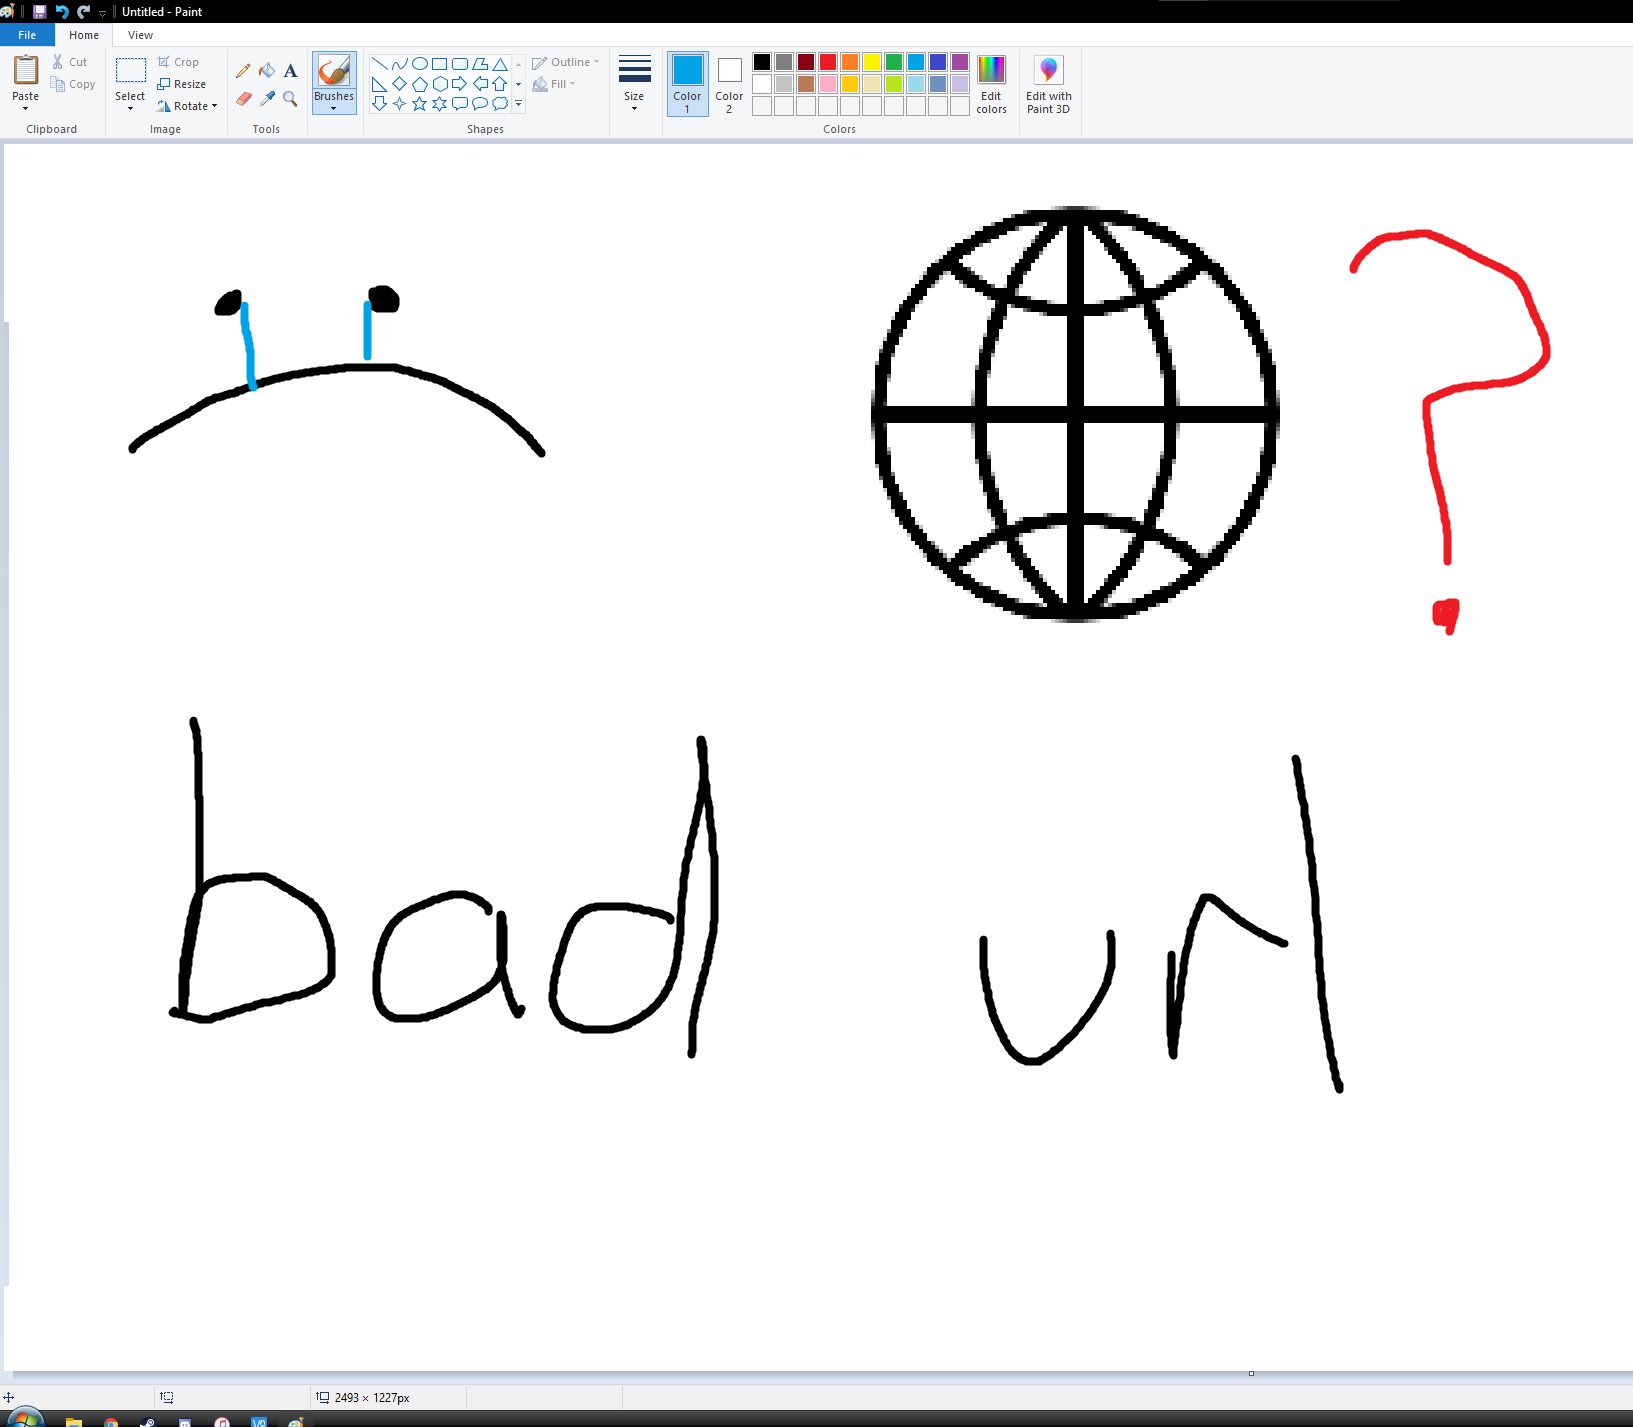 Untitled - Paint
File Home View
Paste Cut Copy Select Crop Resize Rotate Brushes Outline Fill Size Color 1 Color 2 Edit colors Edit with Paint 3D
Clipboard Image Tools Shapes Colors
?
bad url
2493 × 1227px